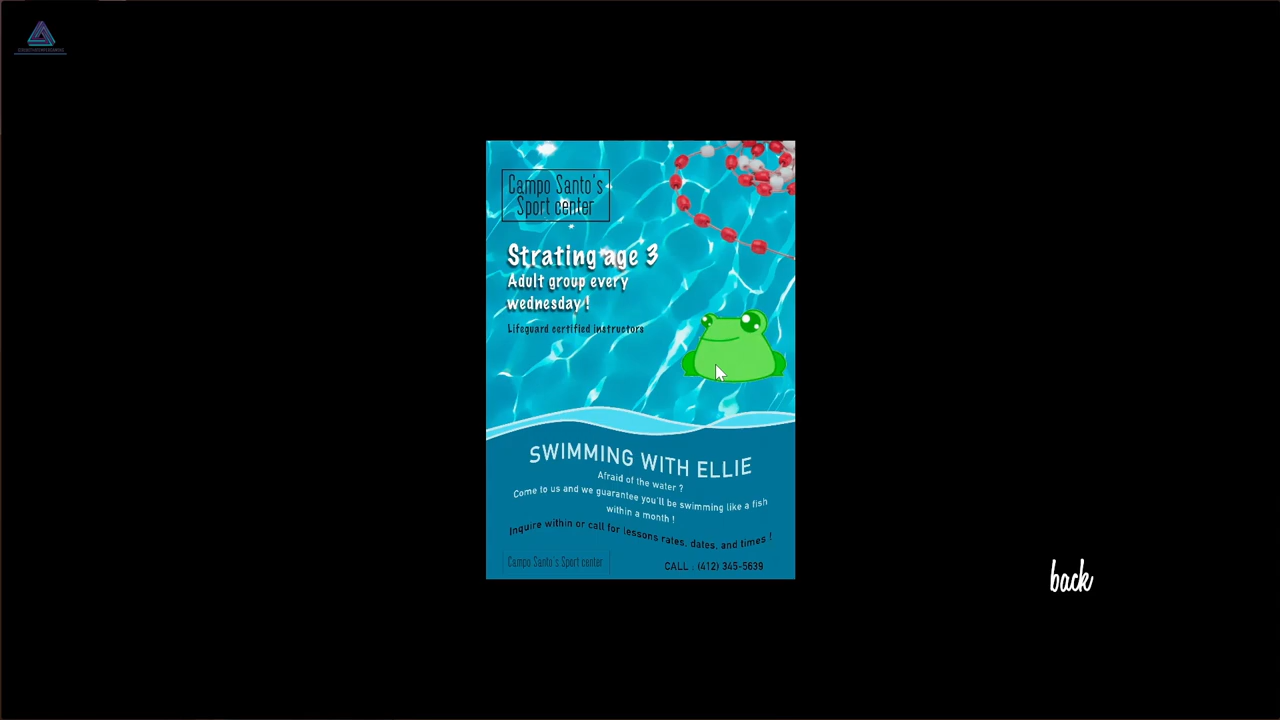 Campo Santo's
Sport center
Strating age 3
Adult group every
wednesday !
Lifeguard certified instructors
SWIMMING WITH ELLIE
Afraid of the water ?
Come to us and we guarantee you'll be swimming like a fish
within a month !
Inquire within or call for lessons rates, dates, and times !
Campo Santo's Sport center
CALL : (412) 345-5639
back